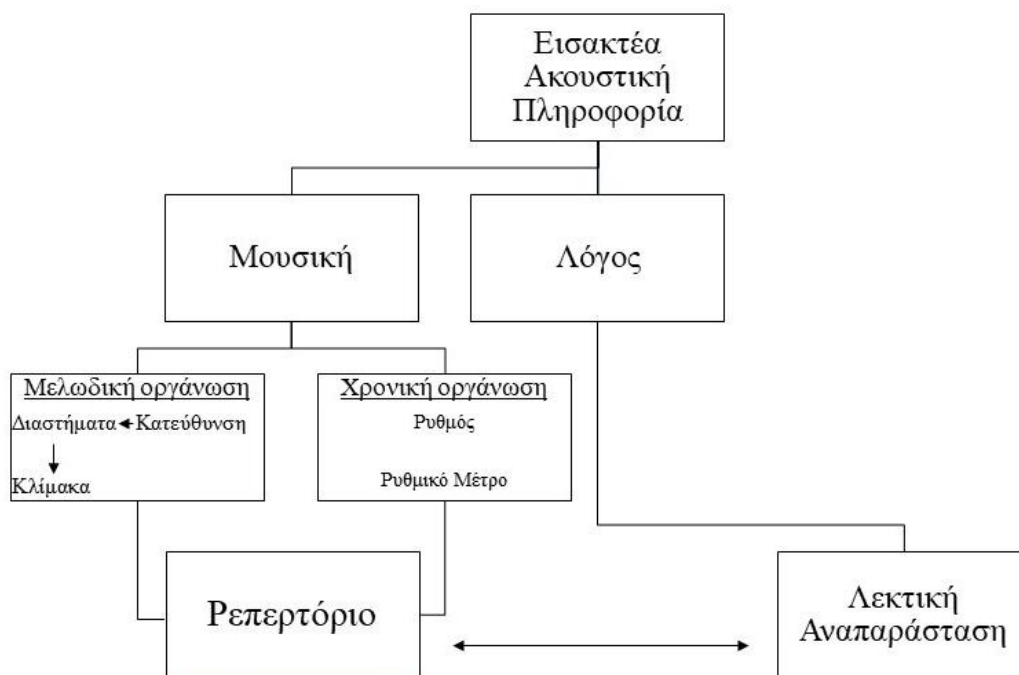 Εισακτέα
Ακουστική
Πληροφορία
Μουσική
Λόγος
Μελωδική οργάνωση
Διαστήματα Κατεύθυνση
Κλίμακα
Χρονική οργάνωση
Ρυθμός
Ρυθμικό Μέτρο
Ρεπερτόριο
Λεκτική
Αναπαράσταση